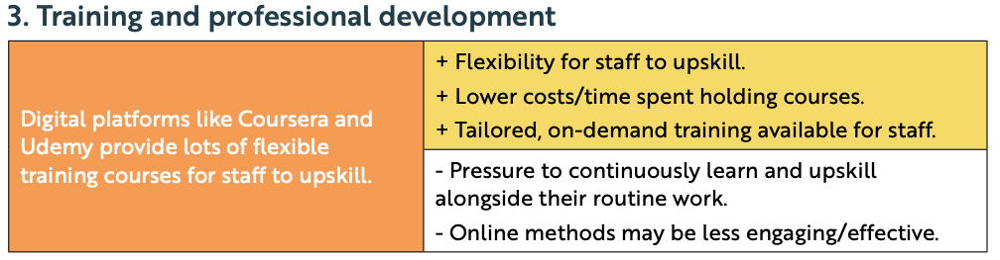 3. Training and professional development
Digital platforms like Coursera and
Udemy provide lots of flexible
training courses for staff to upskill.
+ Flexibility for staff to upskill.
+ Lower costs/time spent holding courses.
+ Tailored, on-demand training available for staff.
- Pressure to continuously learn and upskill
alongside their routine work.
- Online methods may be less engaging/effective.